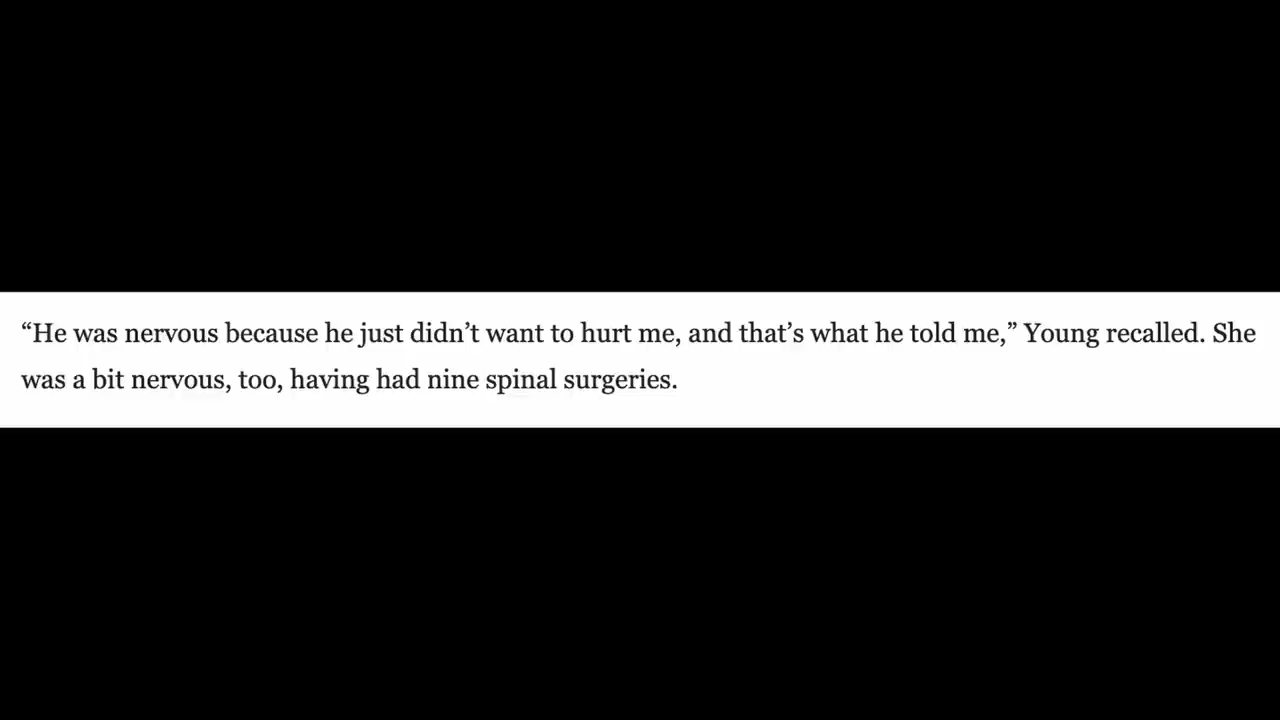 “He was nervous because he just didn’t want to hurt me, and that’s what he told me,” Young recalled. She
was a bit nervous, too, having had nine spinal surgeries.